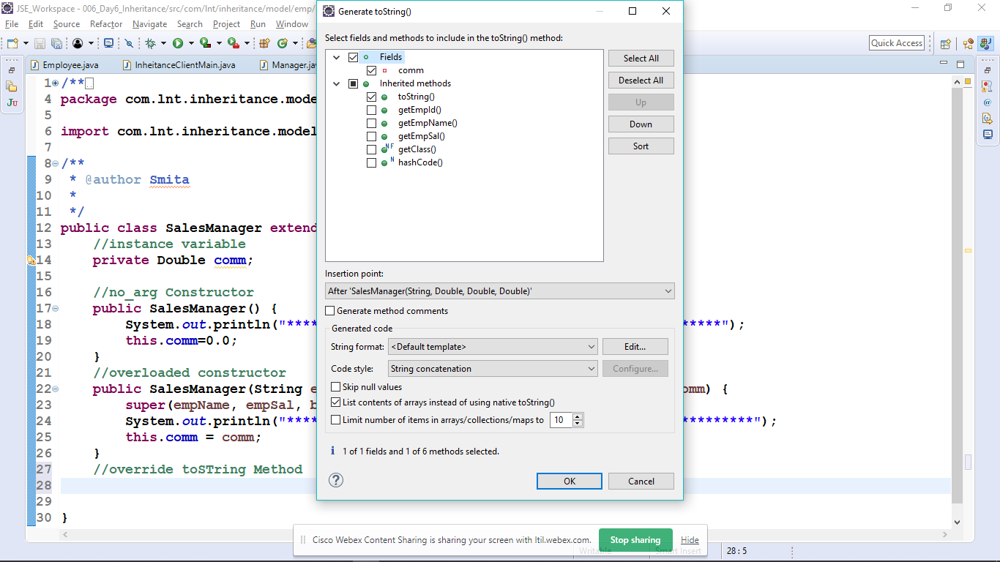 JSE_Workspace - 006_Day6_Inheritance/src/com/lnt/inheritance/model/emp/
File Edit Source Refactor Navigate Search Project Run Window
Quick Access
Employee.java InheitanceClientMain.java Manager.jav
1 /**
4 package com.lnt.inheritance.mode
5
6 import com.lnt.inheritance.model
7
8 /**
9 * @author Smita
10 *
11 */
12 public class SalesManager extend
13 //instance variable
14 private Double comm;
15
16 //no_arg Constructor
17 public SalesManager() {
18 System.out.println("**** *****");
19 this.comm=0.0;
20 }
21 //overloaded constructor
22 public SalesManager(String e omm) {
23 super(empName, empSal, b
24 System.out.println("**** *********");
25 this.comm = comm;
26 }
27 //override toSTring Method
28
29
30 }
Generate toString()
Select fields and methods to include in the toString() method:
Fields
comm
Inherited methods
toString()
getEmpId()
getEmpName()
getEmpSal()
N F getClass()
N hashCode()
Select All
Deselect All
Up
Down
Sort
Insertion point:
After 'SalesManager(String, Double, Double, Double)'
Generate method comments
Generated code
String format: <Default template> Edit...
Code style: String concatenation Configure...
Skip null values
List contents of arrays instead of using native toString()
Limit number of items in arrays/collections/maps to 10
1 of 1 fields and 1 of 6 methods selected.
OK Cancel
Cisco Webex Content Sharing is sharing your screen with ltil.webex.com. Stop sharing Hide
Writable Smart Insert 28 : 5